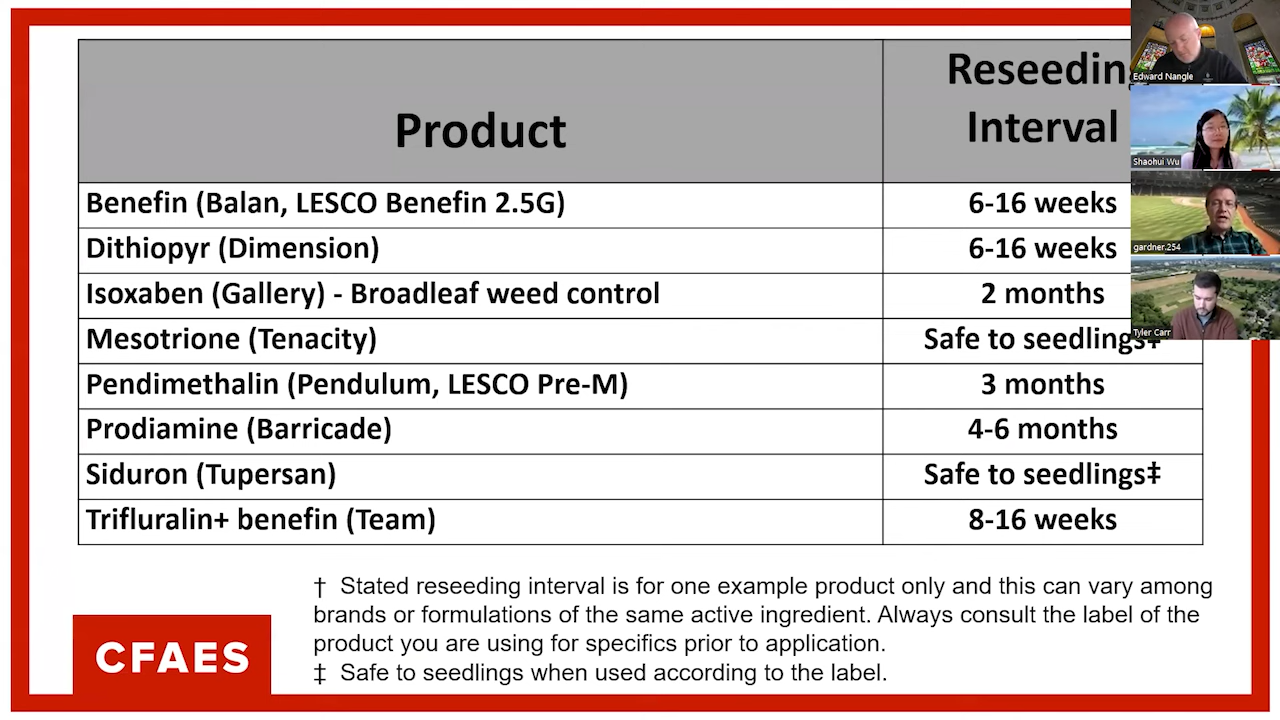 Product
Reseeding
Interval
Benefin (Balan, LESCO Benefin 2.5G) 6-16 weeks
Dithiopyr (Dimension) 6-16 weeks
Isoxaben (Gallery) - Broadleaf weed control 2 months
Mesotrione (Tenacity) Safe to seedlings‡
Pendimethalin (Pendulum, LESCO Pre-M) 3 months
Prodiamine (Barricade) 4-6 months
Siduron (Tupersan) Safe to seedlings‡
Trifluralin+ benefin (Team) 8-16 weeks
† Stated reseeding interval is for one example product only and this can vary among
brands or formulations of the same active ingredient. Always consult the label of the
product you are using for specifics prior to application.
‡ Safe to seedlings when used according to the label.
CFAES
Edward Nangle
Shaohui Wu
gardner.254
Tyler Carr